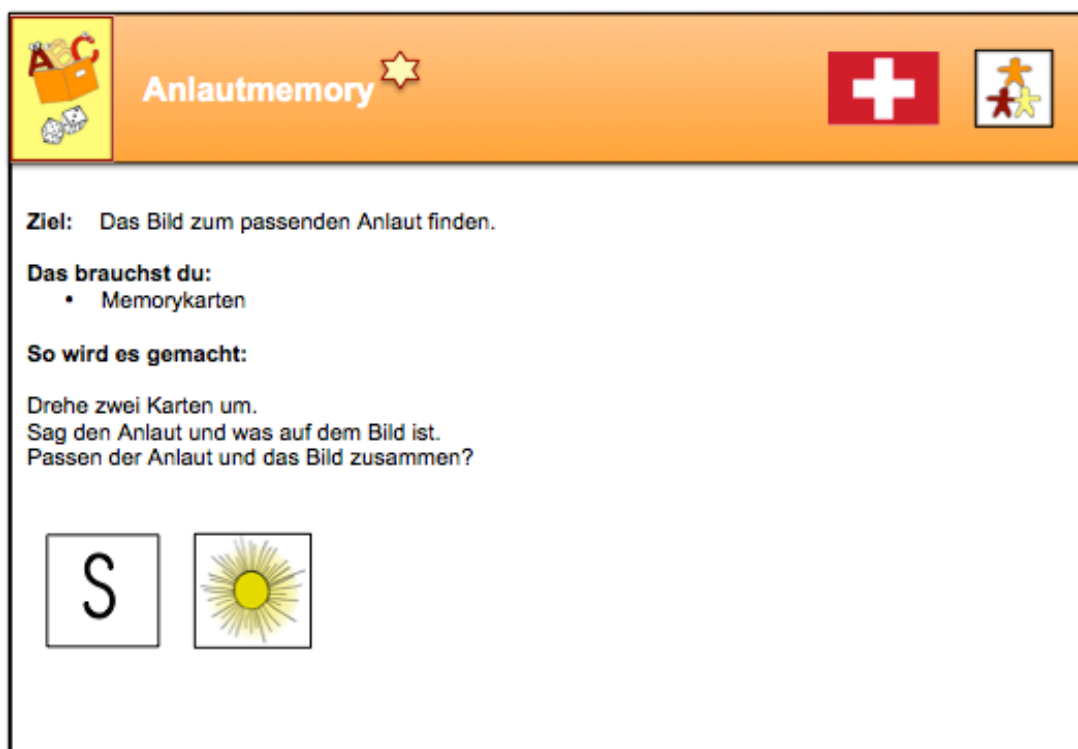 ABC
Anlautmemory
Ziel: Das Bild zum passenden Anlaut finden.
Das brauchst du:
• Memorykarten
So wird es gemacht:
Drehe zwei Karten um.
Sag den Anlaut und was auf dem Bild ist.
Passen der Anlaut und das Bild zusammen?
S